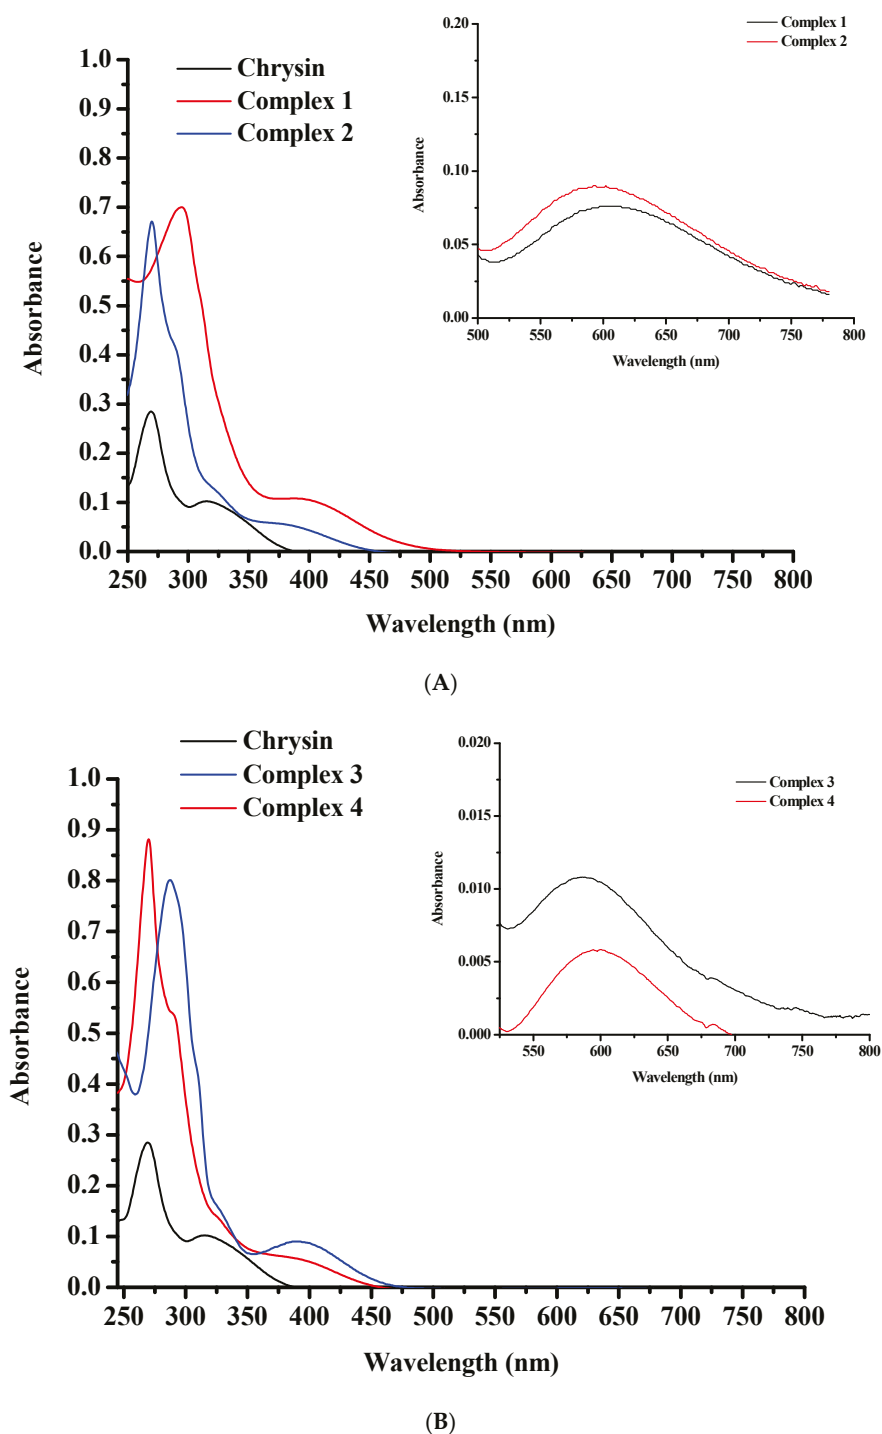 Chrysin
Complex 1
Complex 2
1.0
0.9
0.8
0.7
0.6
0.5
0.4
0.3
0.2
0.1
0.0
Absorbance
250 300 350 400 450 500 550 600 650 700 750 800
Wavelength (nm)
Complex 1
Complex 2
0.20
0.15
0.10
0.05
0.00
Absorbance
500 550 600 650 700 750 800
Wavelength (nm)
(A)
Chrysin
Complex 3
Complex 4
1.0
0.9
0.8
0.7
0.6
0.5
0.4
0.3
0.2
0.1
0.0
Absorbance
250 300 350 400 450 500 550 600 650 700 750 800
Wavelength (nm)
Complex 3
Complex 4
0.020
0.015
0.010
0.005
0.000
Absorbance
550 600 650 700 750 800
Wavelength (nm)
(B)